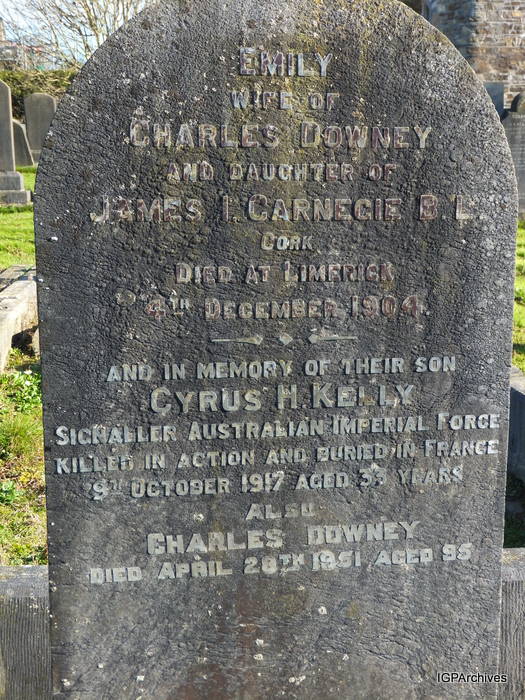 EMILY
WIFE OF
CHARLES DOWNEY
AND DAUGHTER OF
JAMES I. CARNEGIE B.L.
CORK
DIED AT LIMERICK
4TH DECEMBER 1904.
AND IN MEMORY OF THEIR SON
CYRUS H. KELLY
SIGNALLER AUSTRALIAN IMPERIAL FORCE
KILLED IN ACTION AND BURIED IN FRANCE
9TH OCTOBER 1917 AGED 33 YEARS
ALSO
CHARLES DOWNEY
DIED APRIL 28TH 1951 AGED 95
IGPArchives